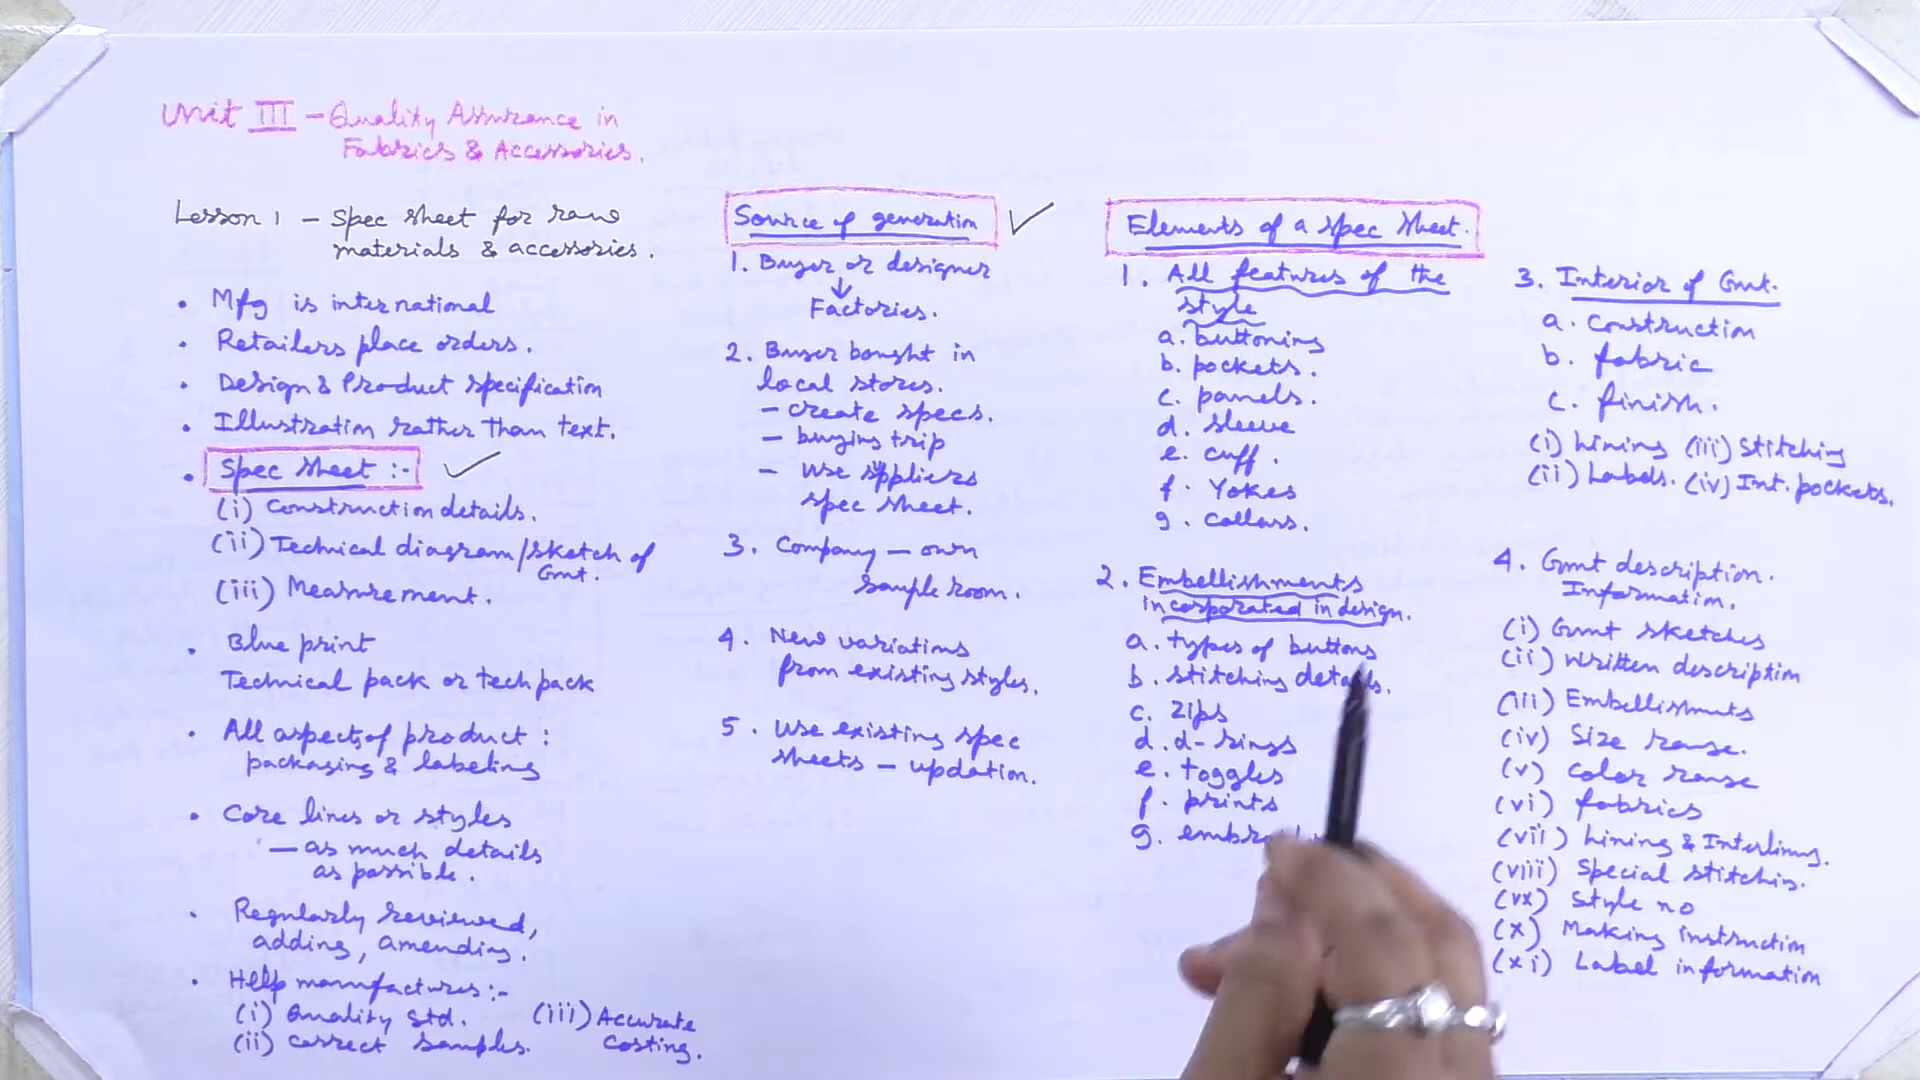 Unit III - Quality Assurance in
Fabrics & Accessories.
Lesson 1 - Spec sheet for raw
materials & accessories.
• Mfg is international
• Retailers place orders.
• Design & Product specification
• Illustration rather than text.
• Spec sheet :-
(i) Construction details.
(ii) Technical diagram/sketch of
Gmt.
(iii) Measurement.
• Blue print
Technical pack or tech pack
• All aspects of product :
packaging & labeling
• Core lines or styles
- as much details
as possible.
• Regularly reviewed,
adding, amending.
• Help manufactures:-
(i) Quality std. (iii) Accurate
(ii) correct samples. Costing.
Source of generation
1. Buyer or designer
↓
Factories.
2. Buyer bought in
local stores.
- create specs.
- buying trip
- use suppliers
spec sheet.
3. Company - own
sample room.
4. New variations
from existing styles.
5. Use existing spec
sheets - updation.
Elements of a spec sheet.
1. All features of the
style
a. buttoning
b. pockets.
c. panels.
d. sleeve
e. cuff.
f. Yokes
g. collars.
2. Embellishments
incorporated in design.
a. types of buttons
b. stitching details.
c. zips
d. d-rings
e. toggles
f. prints
g.
3. Interior of Gmt.
a. construction
b. fabric
c. finish.
(i) Lining (iii) Stitching
(ii) Labels. (iv) Int. pockets.
4. Gmt description.
Information.
(i) Gmt sketches
(ii) written description
(iii) Embellishmnts
(iv) Size range.
(v) color range
(vi) fabrics
(vii) Lining & Interlining.
(viii) Special stitching.
(vx) Style no
(x) Making instruction
(xi) Label information